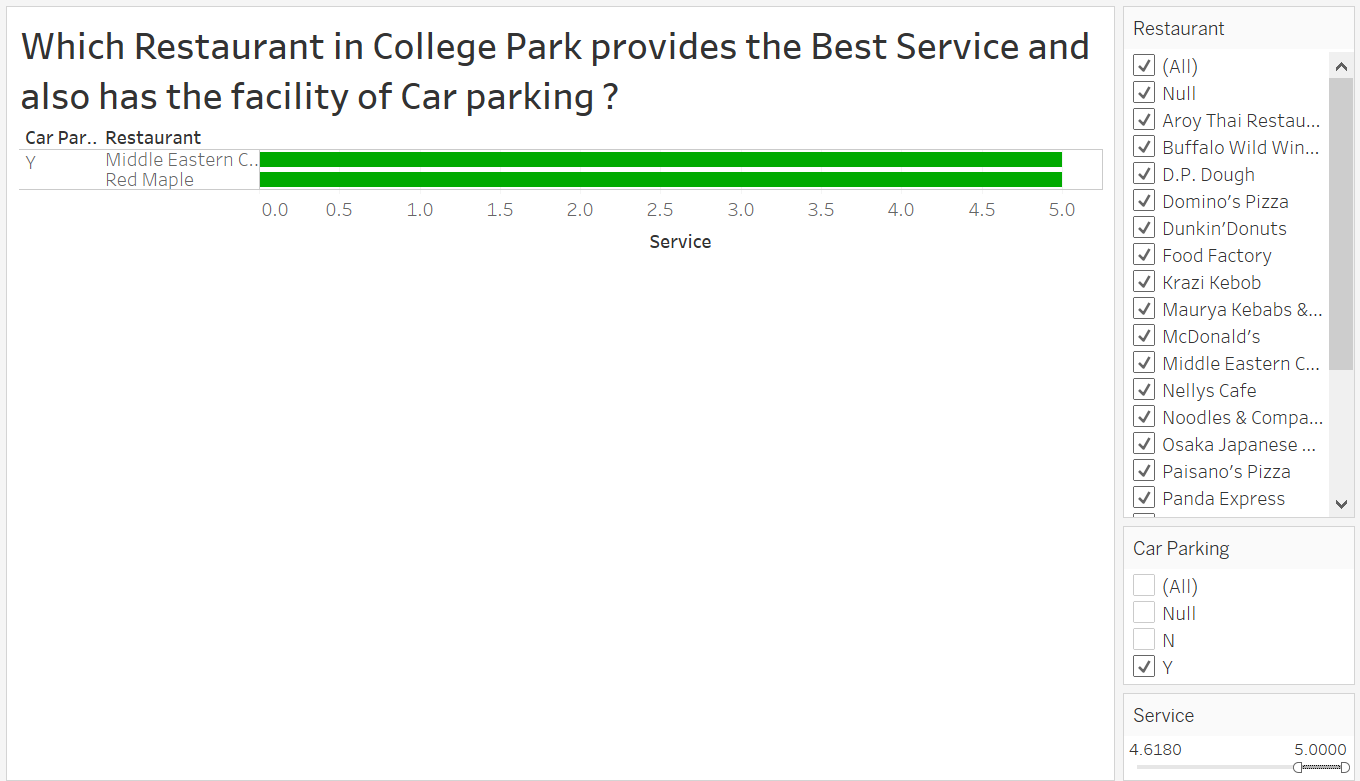 Which Restaurant in College Park provides the Best Service and
also has the facility of Car parking ?
Car Par.. Restaurant
Y Middle Eastern C..
Red Maple
0.0 0.5 1.0 1.5 2.0 2.5 3.0 3.5 4.0 4.5 5.0
Service
Restaurant
(All)
Null
Aroy Thai Restau...
Buffalo Wild Win...
D.P. Dough
Domino's Pizza
Dunkin'Donuts
Food Factory
Krazi Kebob
Maurya Kebabs &...
McDonald's
Middle Eastern C...
Nellys Cafe
Noodles & Compa...
Osaka Japanese ...
Paisano's Pizza
Panda Express
Car Parking
(All)
Null
N
Y
Service
4.6180 5.0000